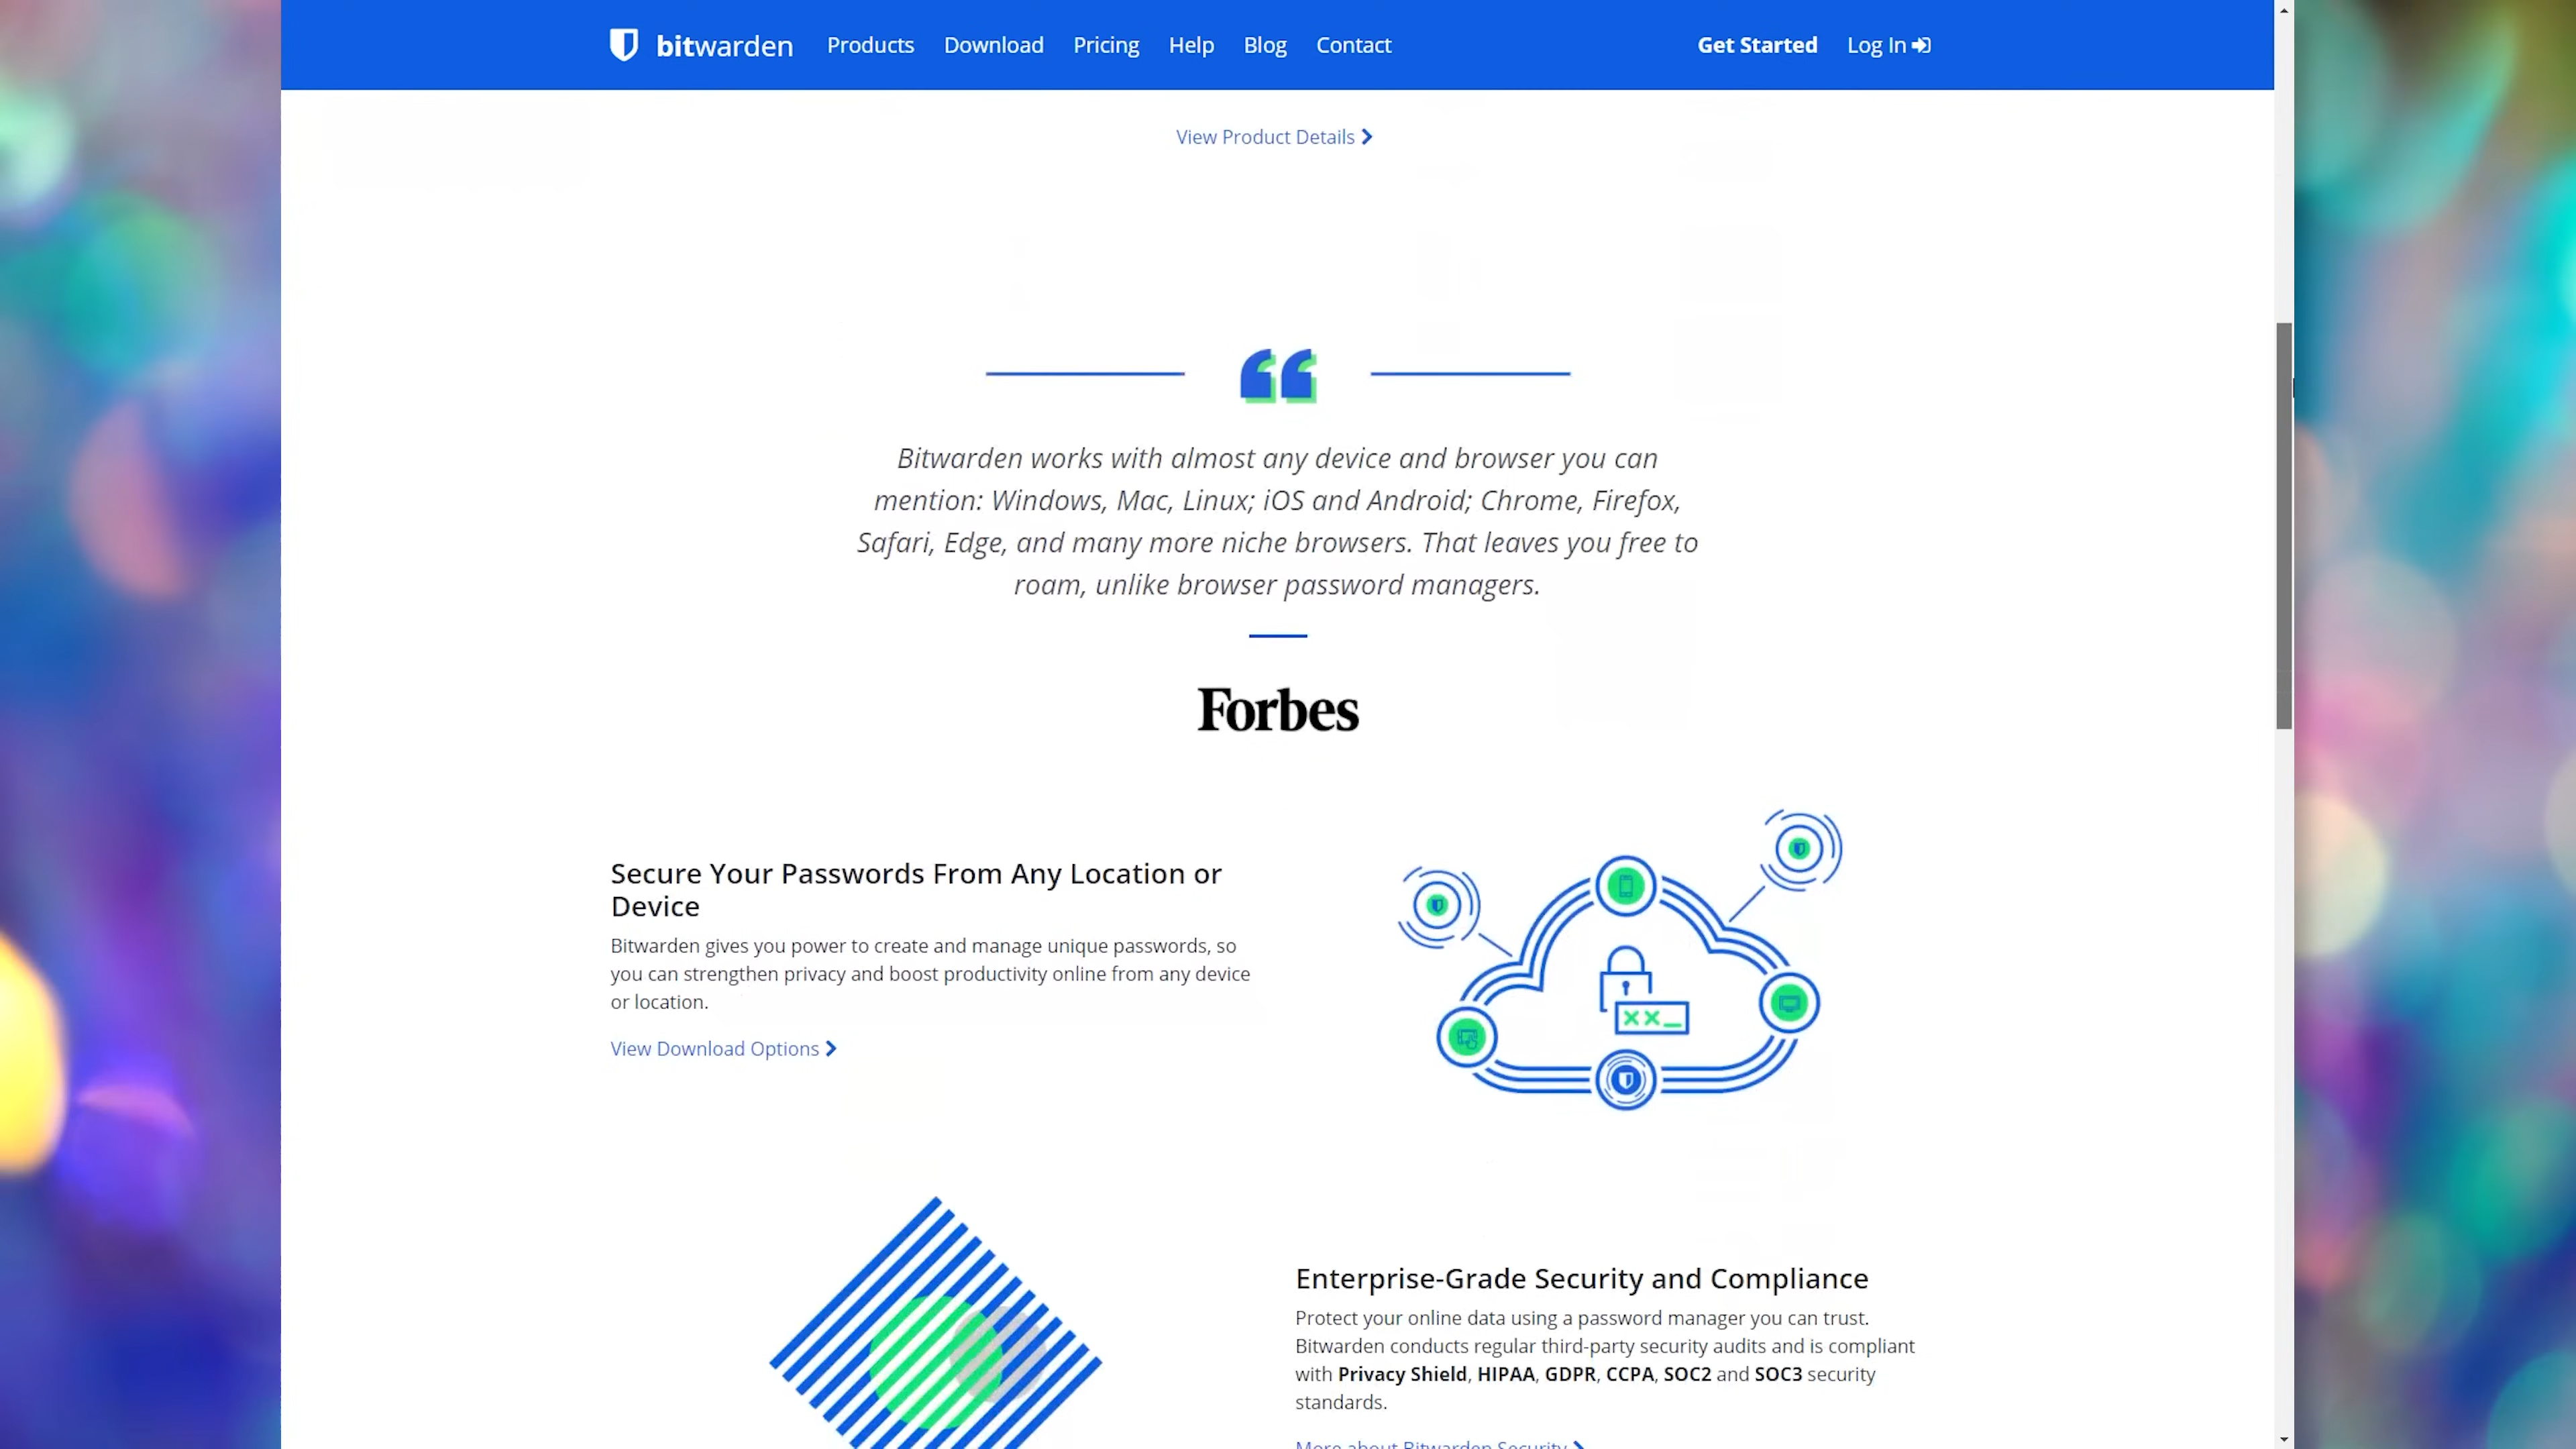 bitwarden Products Download Pricing Help Blog Contact Get Started Log In
View Product Details
Bitwarden works with almost any device and browser you can
mention: Windows, Mac, Linux; iOS and Android; Chrome, Firefox,
Safari, Edge, and many more niche browsers. That leaves you free to
roam, unlike browser password managers.
Forbes
Secure Your Passwords From Any Location or
Device
Bitwarden gives you power to create and manage unique passwords, so
you can strengthen privacy and boost productivity online from any device
or location.
View Download Options
Enterprise-Grade Security and Compliance
Protect your online data using a password manager you can trust.
Bitwarden conducts regular third-party security audits and is compliant
with Privacy Shield, HIPAA, GDPR, CCPA, SOC2 and SOC3 security
standards.
More about Bitwarden Security